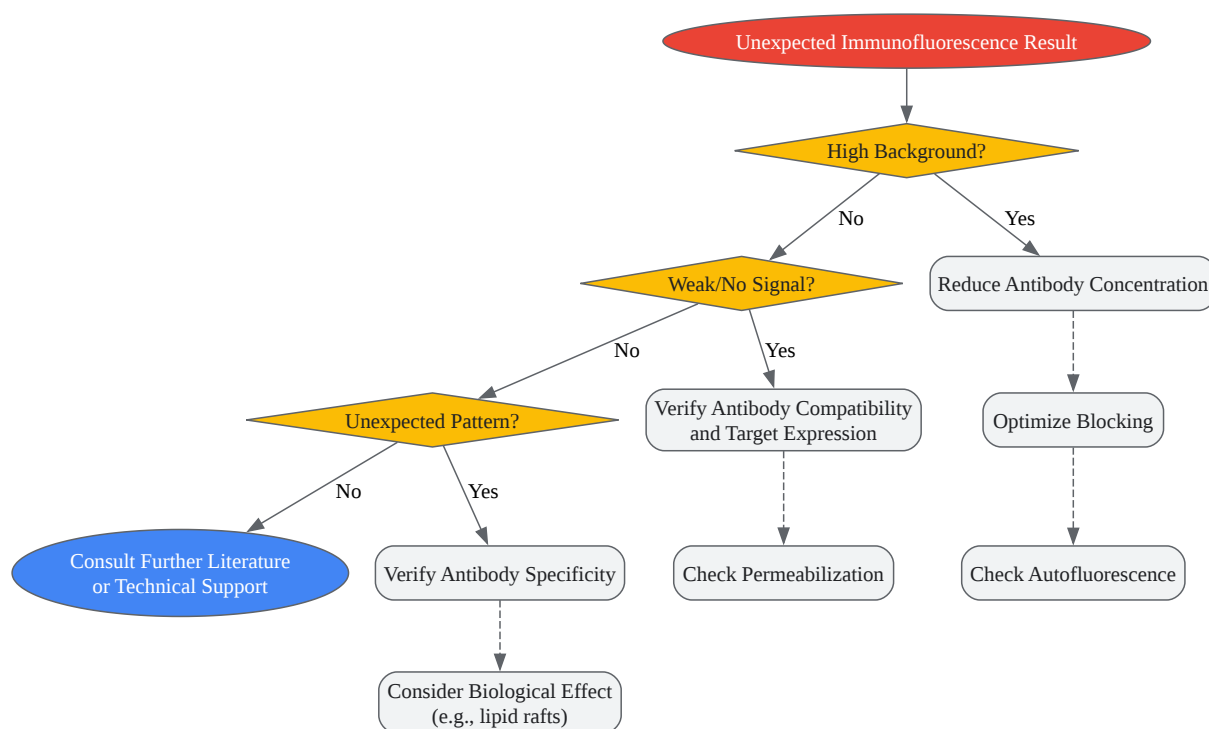 Unexpected Immunofluorescence Result
High Background?
No
Yes
Weak/No Signal?
Reduce Antibody Concentration
No
Yes
Unexpected Pattern?
Verify Antibody Compatibility
and Target Expression
Optimize Blocking
No
Yes
Consult Further Literature
or Technical Support
Verify Antibody Specificity
Check Permeabilization
Check Autofluorescence
Consider Biological Effect
(e.g., lipid rafts)